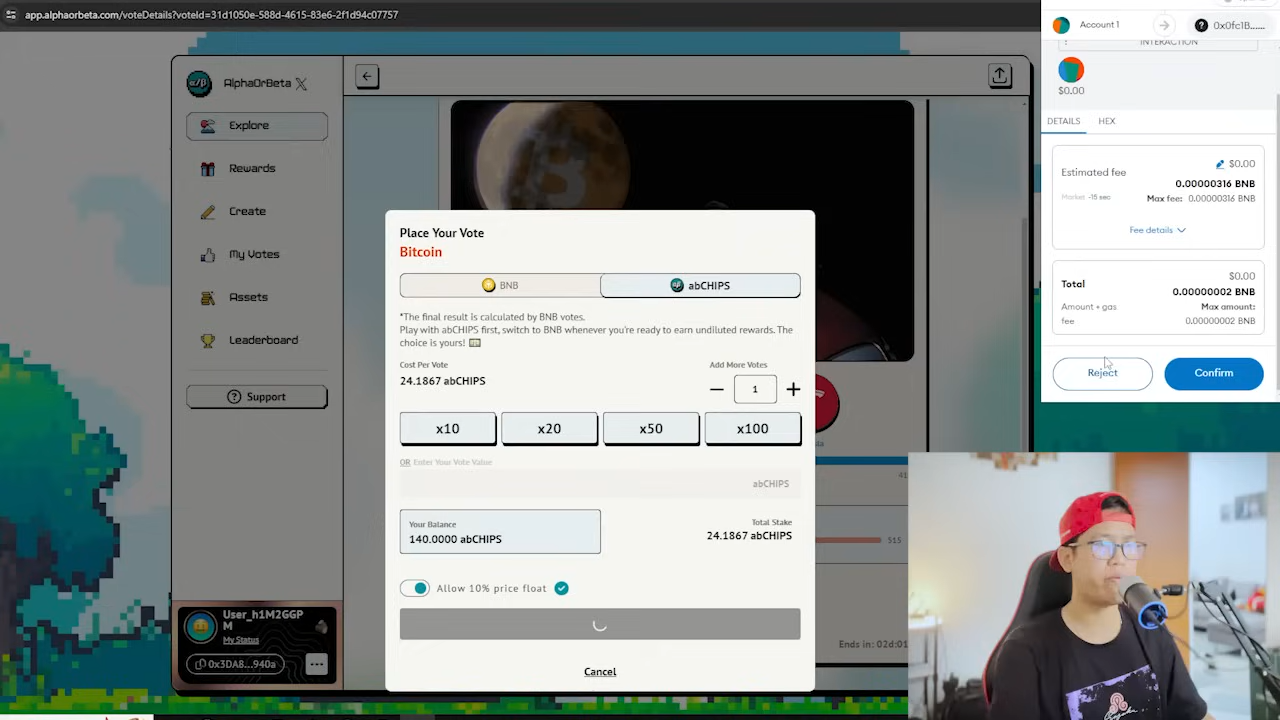 app.alphaorbeta.com/voteDetails?voteId=31d1050e-588d-4615-83e6-2f1d94c07757
AlphaOrBeta
Explore
Rewards
Create
My Votes
Assets
Leaderboard
Support
User_h1M2GGP
M
My Status
0x3DA8...940a
Place Your Vote
Bitcoin
BNB
abCHIPS
*The final result is calculated by BNB votes.
Play with abCHIPS first, switch to BNB whenever you're ready to earn undiluted rewards. The
choice is yours!
Cost Per Vote
24.1867 abCHIPS
Add More Votes
1
x10
x20
x50
x100
OR Enter Your Vote Value
abCHIPS
Your Balance
140.0000 abCHIPS
Total Stake
24.1867 abCHIPS
Allow 10% price float
Cancel
$15
Ends in: 02d:01
Account 1
0x0fc1B......
INTERACTION
$0.00
DETAILS
HEX
Estimated fee
$0.00
0.00000316 BNB
Market ~15 sec
Max fee: 0.00000316 BNB
Fee details
$0.00
Total
0.00000002 BNB
Amount + gas
fee
Max amount:
0.00000002 BNB
Reject
Confirm